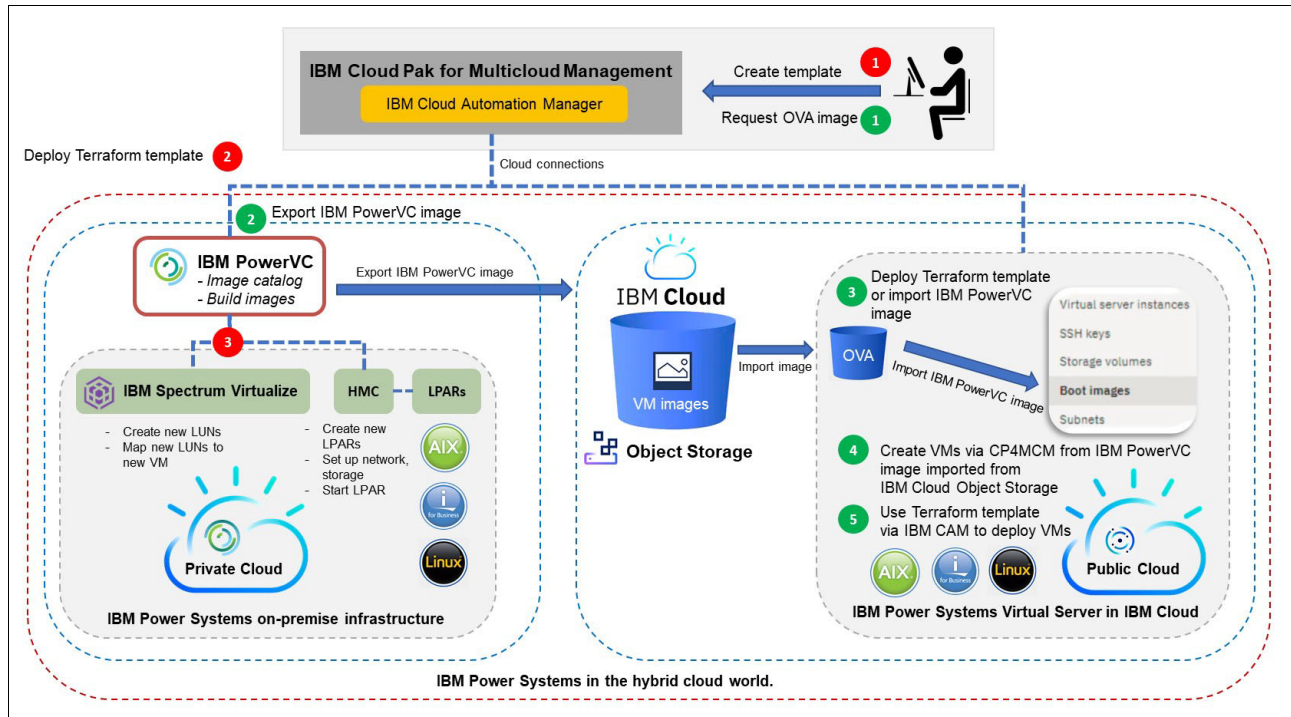 IBM Cloud Pak for Multicloud Management
IBM Cloud Automation Manager
Create template
1
Request OVA image
1
Deploy Terraform template
2
Cloud connections
2
Export IBM PowerVC image
IBM PowerVC
- Image catalog
- Build images
Export IBM PowerVC image
3
IBM Spectrum Virtualize
HMC
LPARs
- Create new LUNs
- Map new LUNs to
new VM
- Create new
LPARs
- Set up network,
storage
- Start LPAR
AIX
i
for Business
Linux
Private Cloud
IBM Power Systems on-premise infrastructure
IBM Cloud
VM images
Object Storage
Import image
3
Deploy Terraform template
or import IBM PowerVC
image
OVA
Import IBM PowerVC image
Virtual server instances
SSH keys
Storage volumes
Boot images
Subnets
4
Create VMs via CP4MCM from IBM PowerVC
image imported from
IBM Cloud Object Storage
5
Use Terraform template
via IBM CAM to deploy VMs
AIX
i
for Business
Linux
Public Cloud
IBM Power Systems Virtual Server in IBM Cloud
IBM Power Systems in the hybrid cloud world.